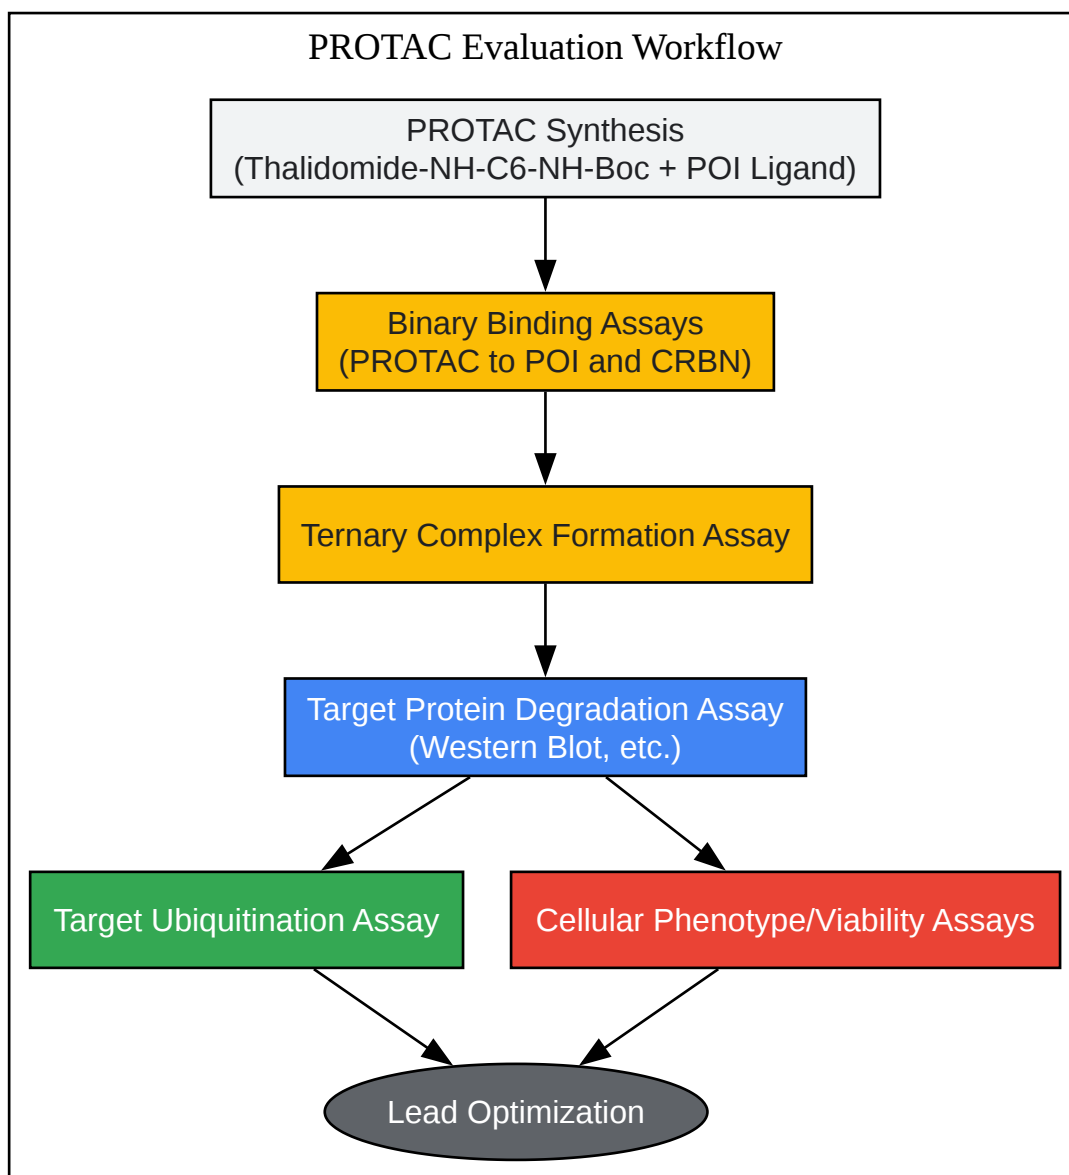 PROTAC Evaluation Workflow
PROTAC Synthesis
(Thalidomide-NH-C6-NH-Boc + POI Ligand)
Binary Binding Assays
(PROTAC to POI and CRBN)
Ternary Complex Formation Assay
Target Protein Degradation Assay
(Western Blot, etc.)
Target Ubiquitination Assay
Cellular Phenotype/Viability Assays
Lead Optimization